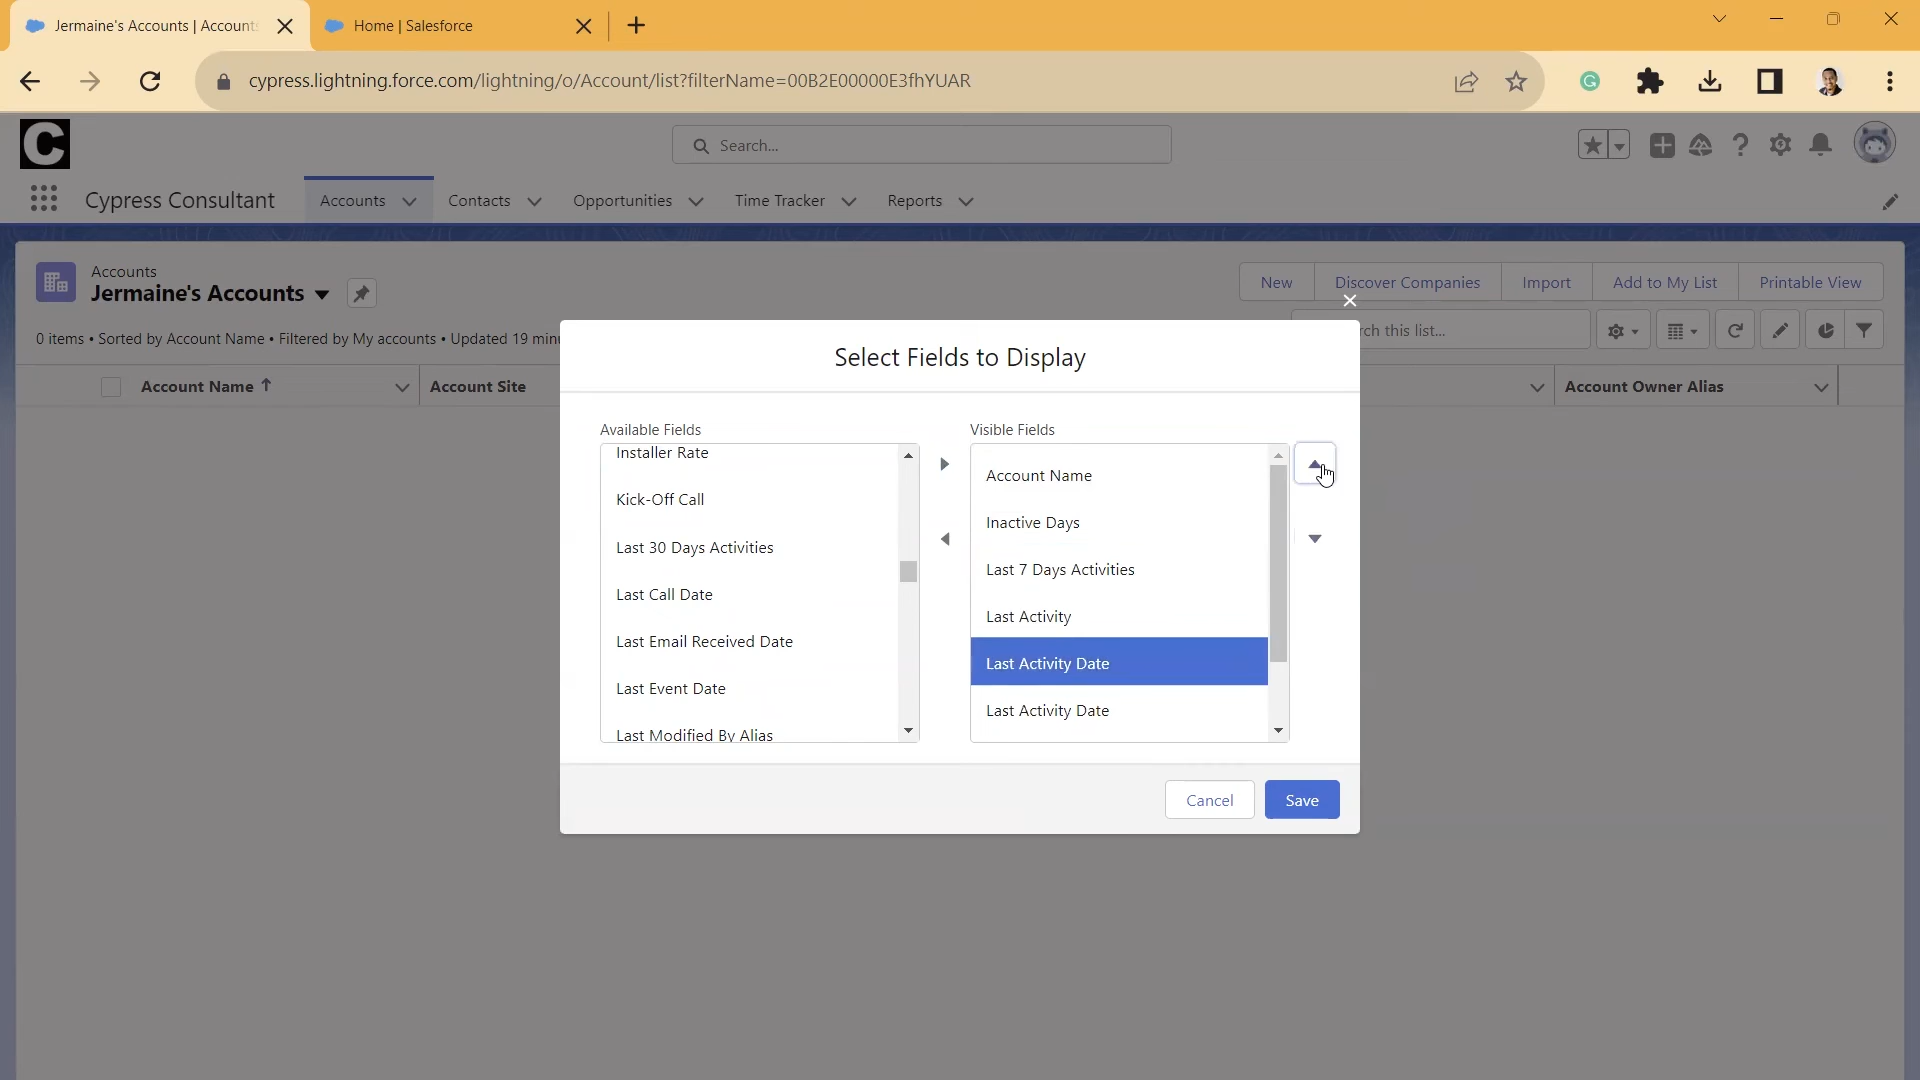 Jermaine's Accounts | Account
Home | Salesforce
cypress.lightning.force.com/lightning/o/Account/list?filterName=00B2E00000E3fhYUAR
C
Search...
Cypress Consultant
Accounts
Contacts
Opportunities
Time Tracker
Reports
Accounts
Jermaine's Accounts
New
Discover Companies
Import
Add to My List
Printable View
0 items • Sorted by Account Name • Filtered by My accounts • Updated 19
this list...
Account Name
Account Site
Account Owner Alias
Select Fields to Display
Available Fields
Installer Rate
Kick-Off Call
Last 30 Days Activities
Last Call Date
Last Email Received Date
Last Event Date
Last Modified By Alias
Visible Fields
Account Name
Inactive Days
Last 7 Days Activities
Last Activity
Last Activity Date
Last Activity Date
Cancel
Save